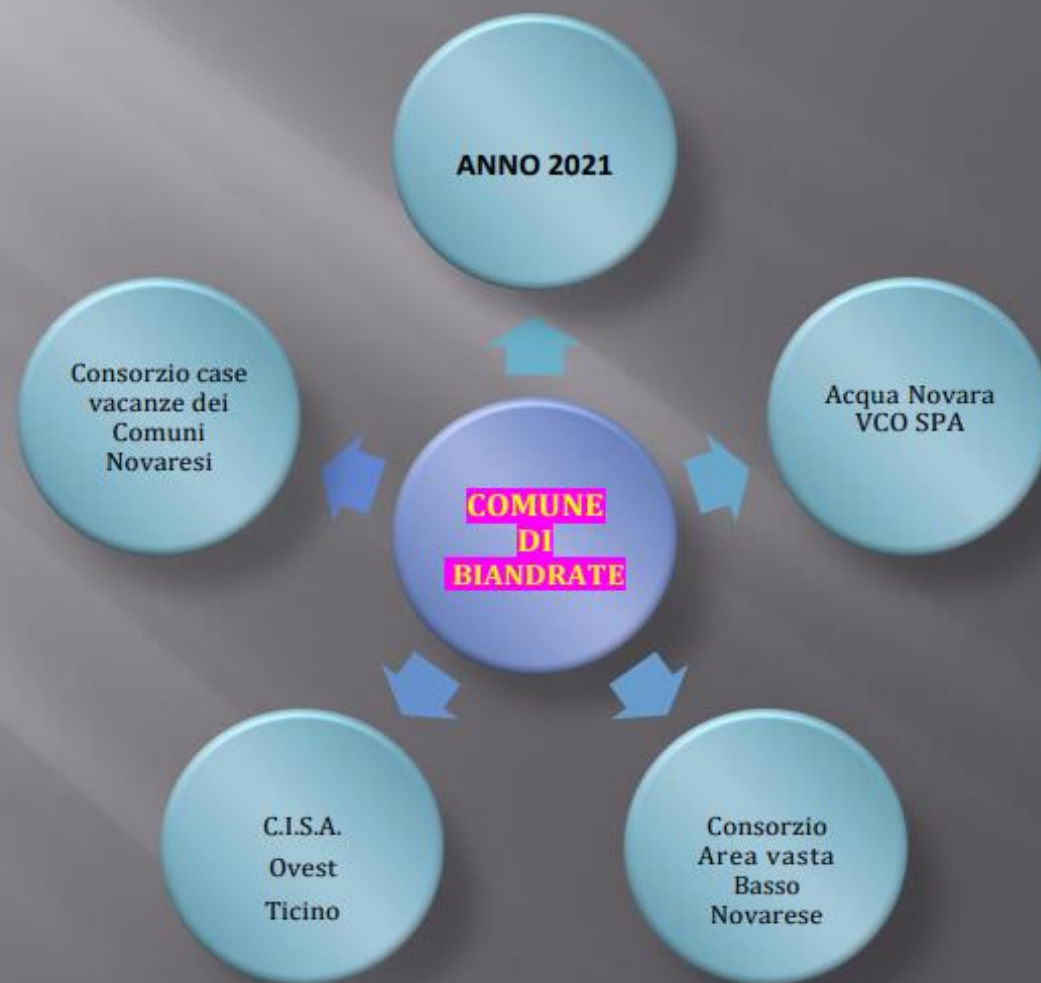 ANNO 2021
Consorzio case
vacanze dei
Comuni
Novaresi
Acqua Novara
VCO SPA
COMUNE
DI
BIANDRATE
C.I.S.A.
Ovest
Ticino
Consorzio
Area vasta
Basso
Novarese